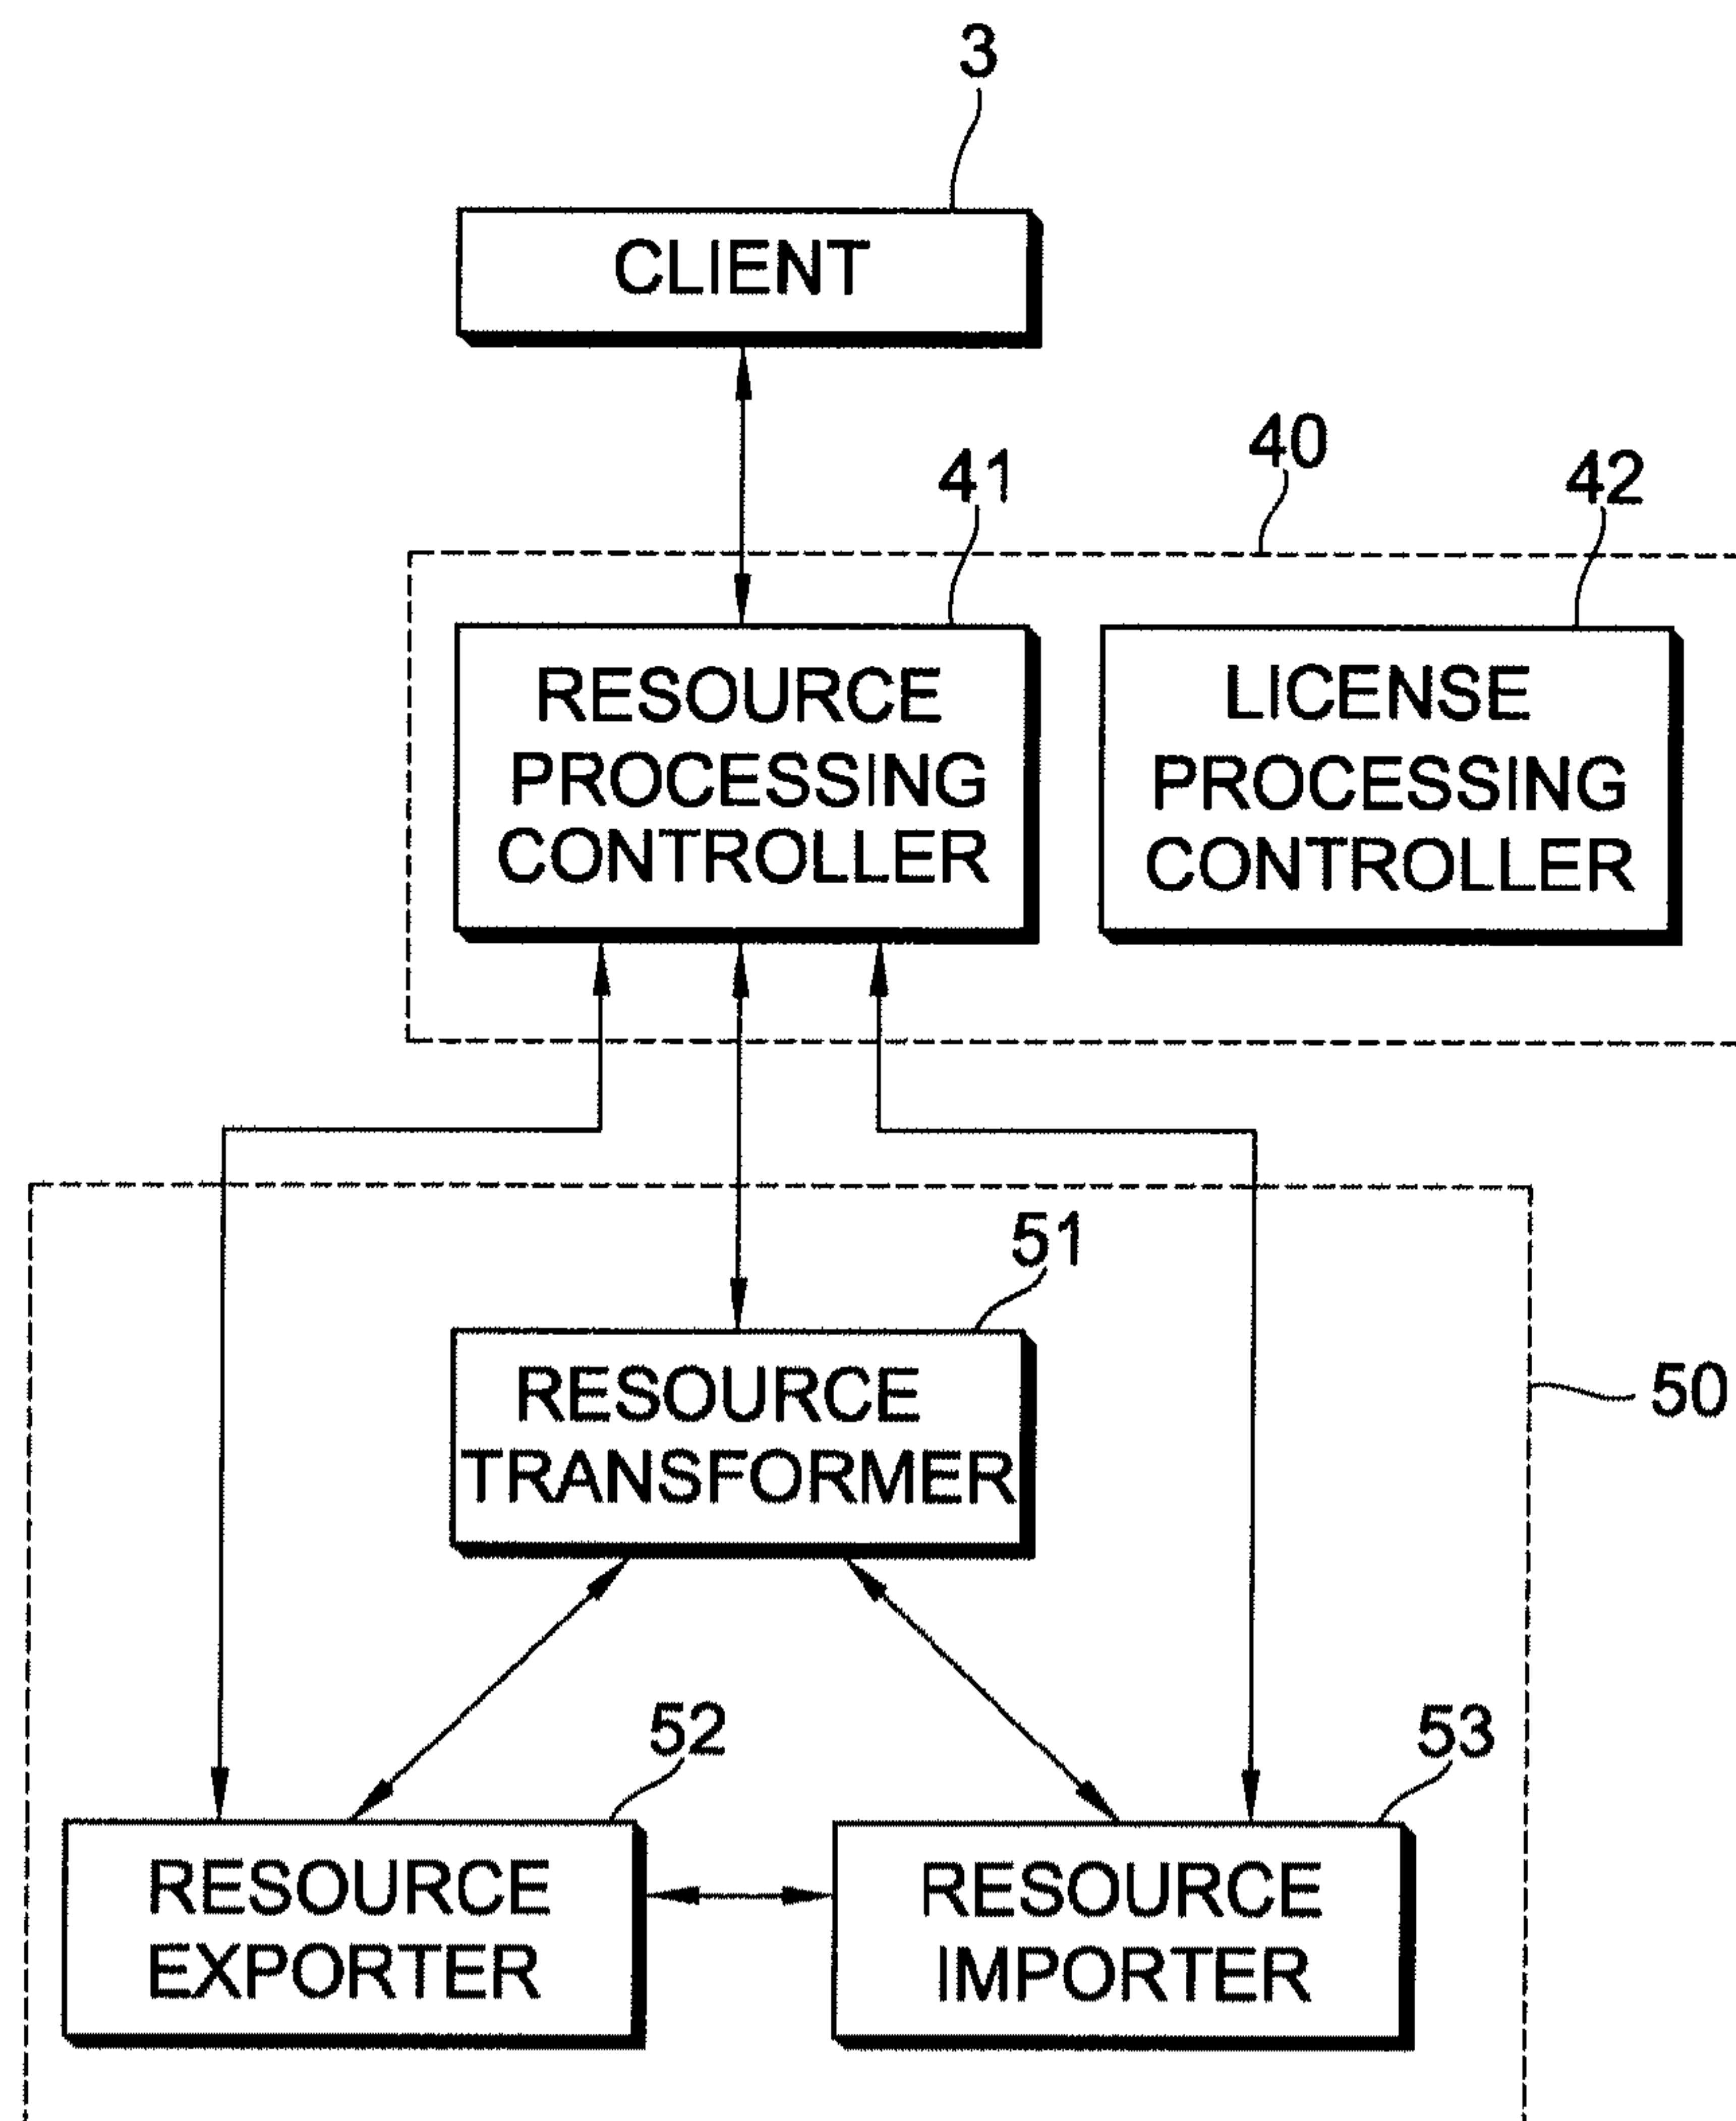 3
CLIENT
40
41
42
RESOURCE
PROCESSING
CONTROLLER
LICENSE
PROCESSING
CONTROLLER
51
RESOURCE
TRANSFORMER
50
52
53
RESOURCE
EXPORTER
RESOURCE
IMPORTER